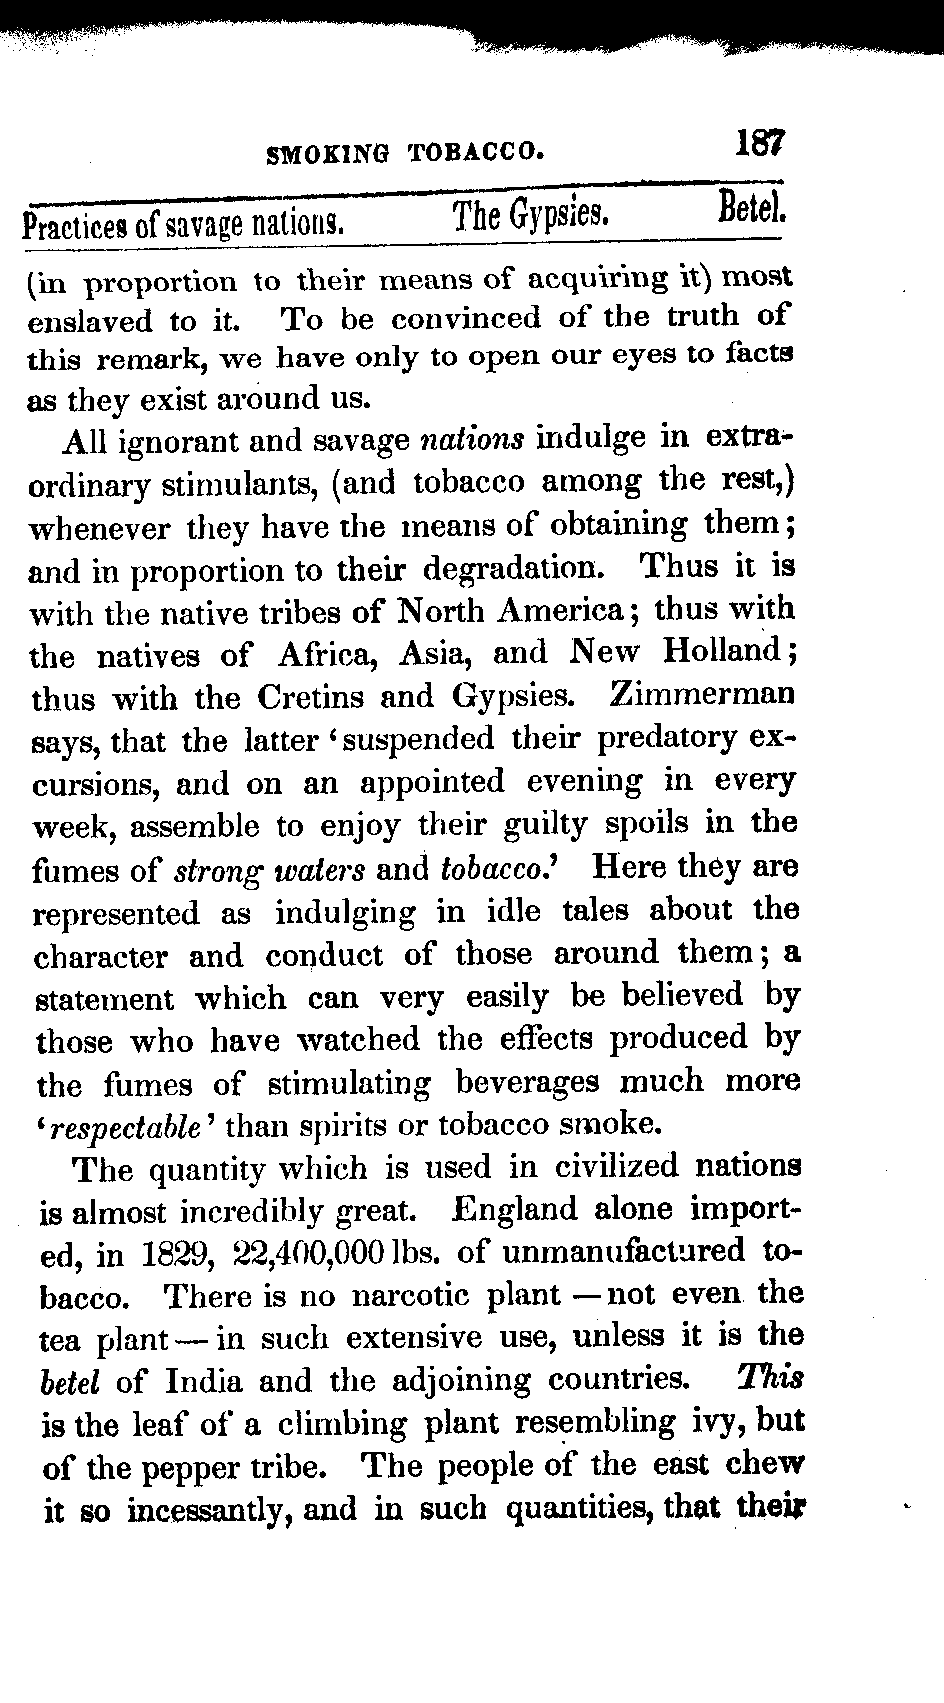 SMOKING TOBACCO. 187
Practices of savage nations. The Gypsies. Betel.
(in proportion to their means of acquiring it) most
enslaved to it. To be convinced of the truth of
this remark, we have only to open our eyes to facts
as they exist around us.
All ignorant and savage nations indulge in extra-
ordinary stimulants, (and tobacco among the rest,)
whenever they have the means of obtaining them;
and in proportion to their degradation. Thus it is
with the native tribes of North America; thus with
the natives of Africa, Asia, and New Holland;
thus with the Cretins and Gypsies. Zimmerman
says, that the latter ‘suspended their predatory ex-
cursions, and on an appointed evening in every
week, assemble to enjoy their guilty spoils in the
fumes of strong waters and tobacco.’ Here they are
represented as indulging in idle tales about the
character and conduct of those around them; a
statement which can very easily be believed by
those who have watched the effects produced by
the fumes of stimulating beverages much more
‘respectable’ than spirits or tobacco smoke.
The quantity which is used in civilized nations
is almost incredibly great. England alone import-
ed, in 1829, 22,400,000 lbs. of unmanufactured to-
bacco. There is no narcotic plant — not even the
tea plant — in such extensive use, unless it is the
betel of India and the adjoining countries. This
is the leaf of a climbing plant resembling ivy, but
of the pepper tribe. The people of the east chew
it so incessantly, and in such quantities, that their